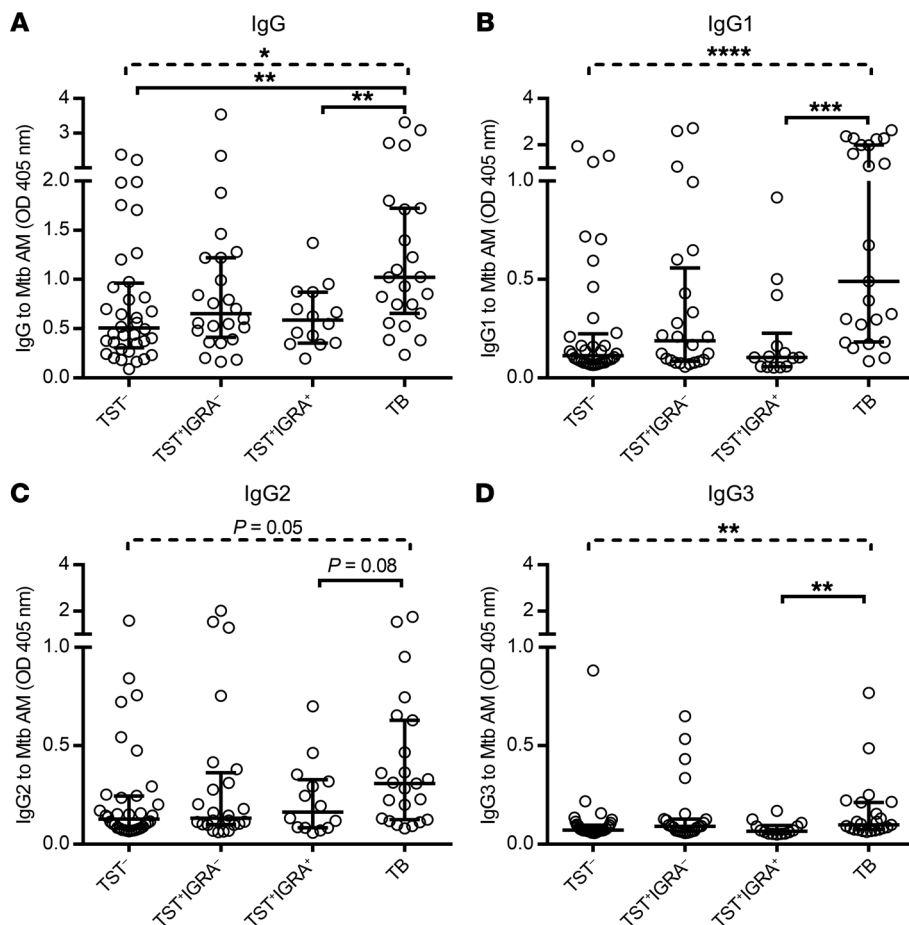 A
IgG
*
**
**
4
3
2.0
1.5
1.0
0.5
0.0
IgG to Mtb AM (OD 405 nm)
TST⁻
TST⁺IGRA⁻
TST⁺IGRA⁺
TB
B
IgG1
****
***
4
2
1.0
0.5
0.0
IgG1 to Mtb AM (OD 405 nm)
TST⁻
TST⁺IGRA⁻
TST⁺IGRA⁺
TB
C
IgG2
P = 0.05
P = 0.08
4
2
1.0
0.5
0.0
IgG2 to Mtb AM (OD 405 nm)
TST⁻
TST⁺IGRA⁻
TST⁺IGRA⁺
TB
D
IgG3
**
**
4
2
1.0
0.5
0.0
IgG3 to Mtb AM (OD 405 nm)
TST⁻
TST⁺IGRA⁻
TST⁺IGRA⁺
TB